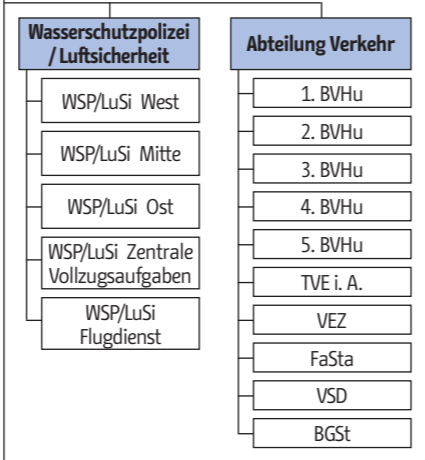 Wasserschutzpolizei
/ Luftsicherheit
WSP/LuSi West
WSP/LuSi Mitte
WSP/LuSi Ost
WSP/LuSi Zentrale
Vollzugsaufgaben
WSP/LuSi
Flugdienst
Abteilung Verkehr
1. BVHu
2. BVHu
3. BVHu
4. BVHu
5. BVHu
TVE i. A.
VEZ
FaSta
VSD
BGSt